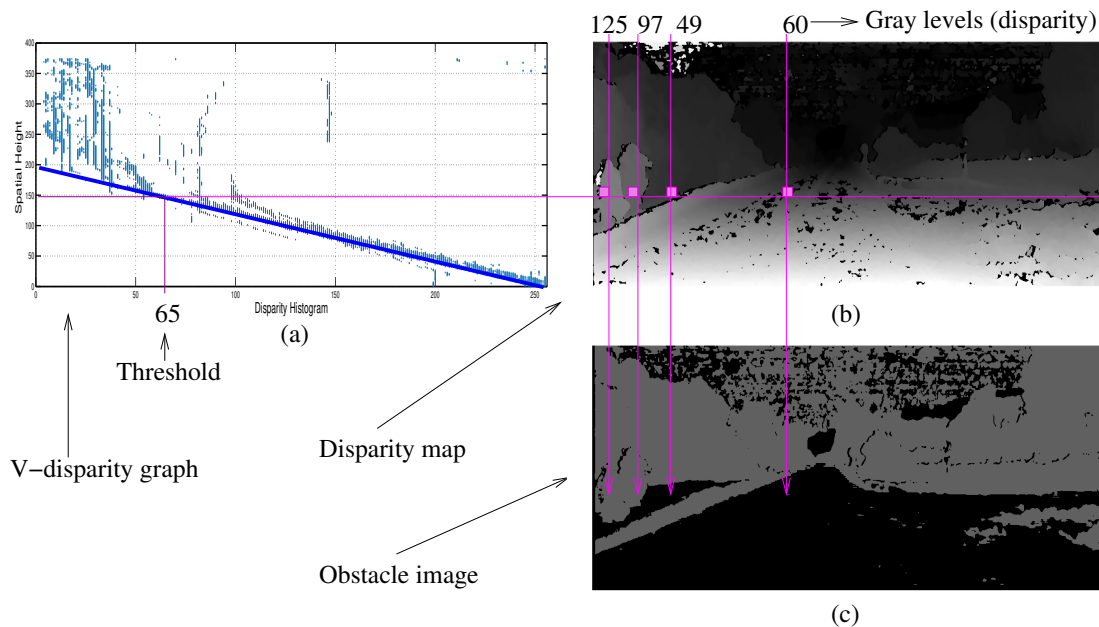 125 97 49 60 Gray levels (disparity)
400
350
300
250
200
150
100
50
0
Spatial Height
0 50 100 150 200 250
Disparity Histogram
65
(a)
(b)
Threshold
V−disparity graph
Disparity map
Obstacle image
(c)